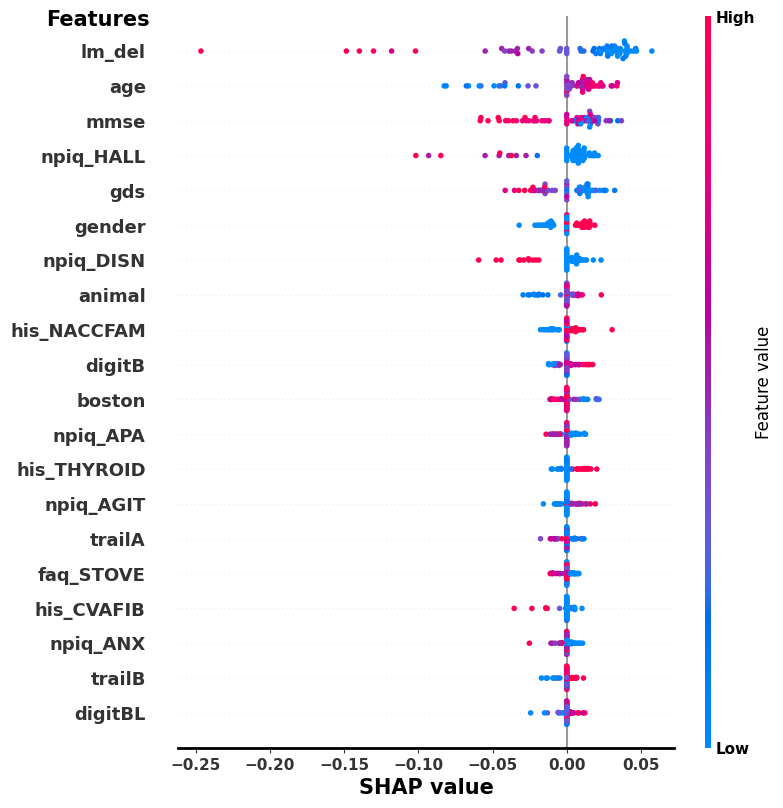 Features
High
lm_del
age
mmse
npiq_HALL
gds
gender
npiq_DISN
animal
his_NACCFAM
digitB
boston
npiq_APA
his_THYROID
npiq_AGIT
trailA
faq_STOVE
his_CVAFIB
npiq_ANX
trailB
digitBL
Feature value
Low
−0.25 −0.20 −0.15 −0.10 −0.05 0.00 0.05
SHAP value